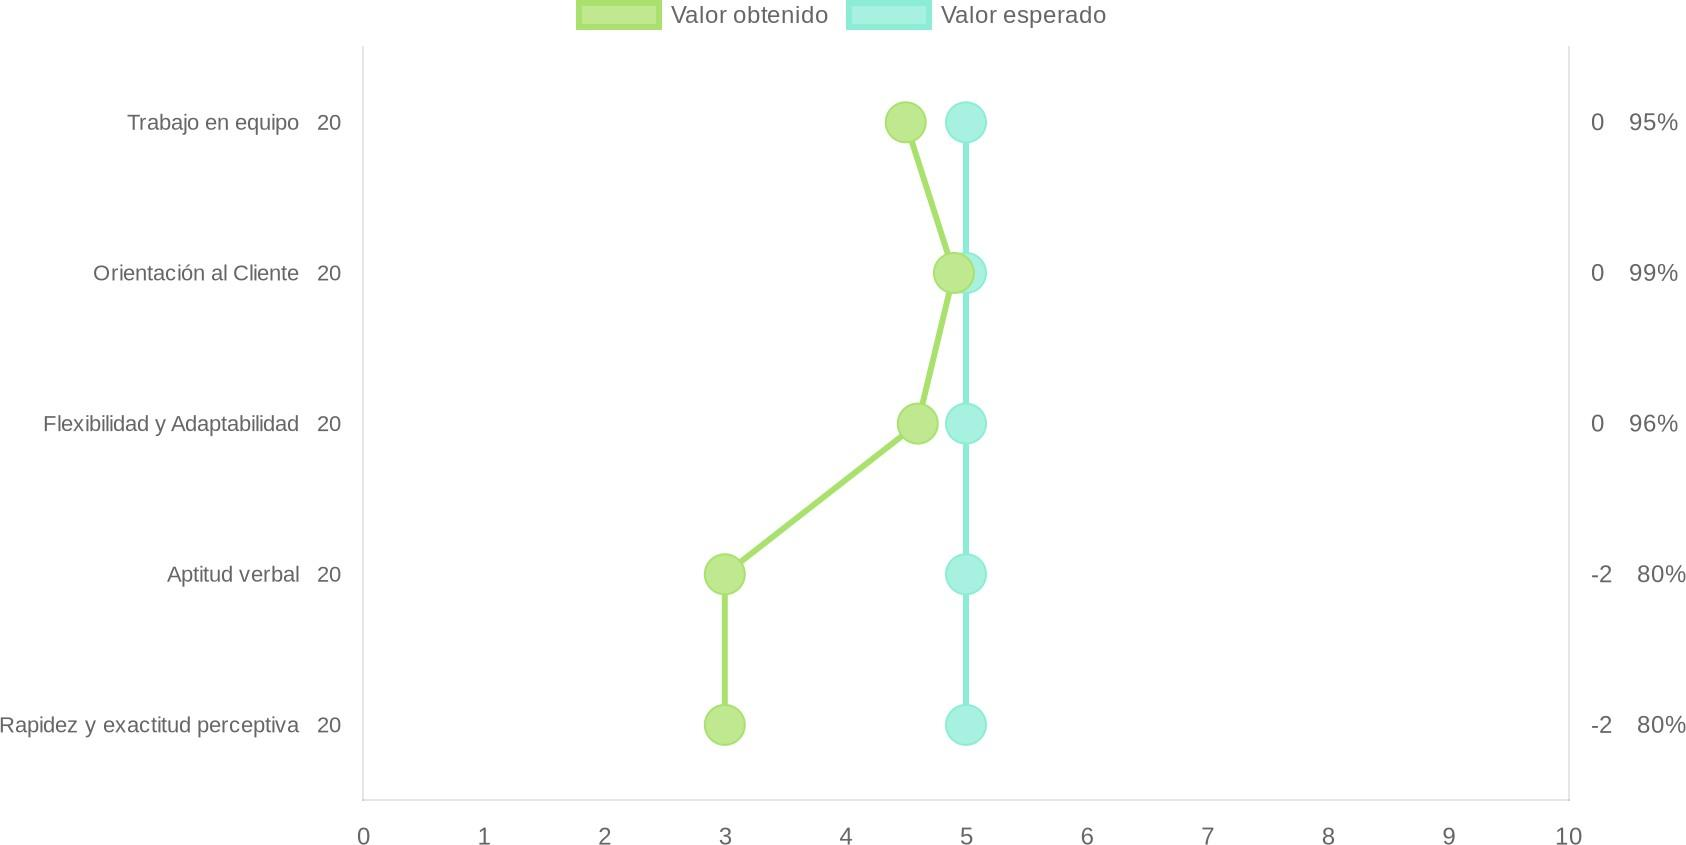 Valor obtenido Valor esperado
Trabajo en equipo 20 0 95%
Orientación al Cliente 20 0 99%
Flexibilidad y Adaptabilidad 20 0 96%
Aptitud verbal 20 -2 80%
Rapidez y exactitud perceptiva 20 -2 80%
0 1 2 3 4 5 6 7 8 9 10